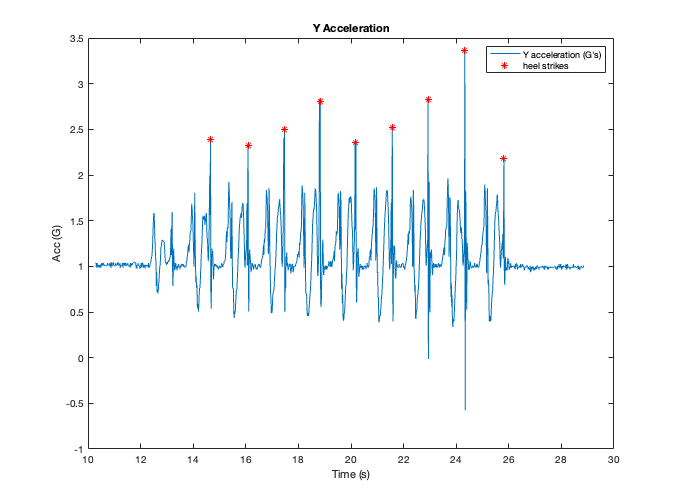 Y Acceleration
3.5
3
2.5
2
1.5
1
0.5
0
-0.5
-1
Acc (G)
Y acceleration (G's)
heel strikes
10 12 14 16 18 20 22 24 26 28 30
Time (s)